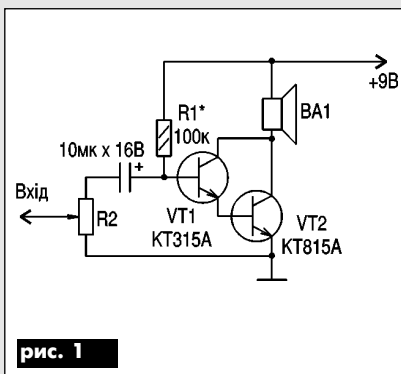 +9В
R1*
100к
BA1
10мк x 16В
+
Вхід
R2
VT1
КТ315А
VT2
КТ815А
рис. 1